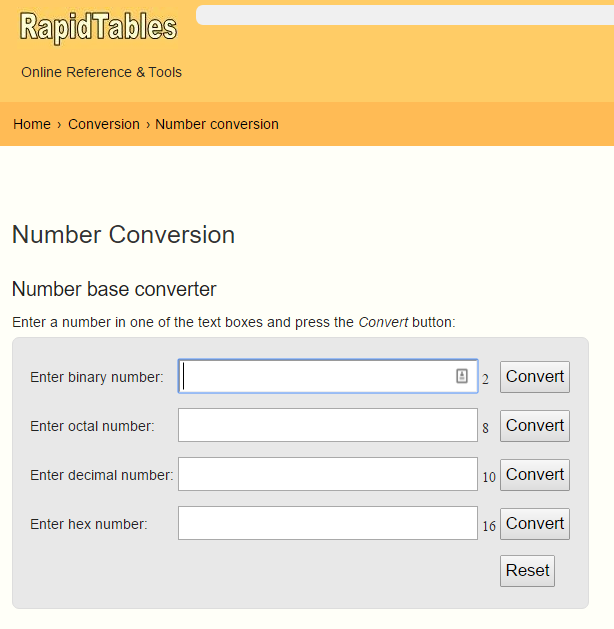 RapidTables
Online Reference & Tools
Home › Conversion › Number conversion
Number Conversion
Number base converter
Enter a number in one of the text boxes and press the Convert button:
Enter binary number: 2 Convert
Enter octal number: 8 Convert
Enter decimal number: 10 Convert
Enter hex number: 16 Convert
Reset